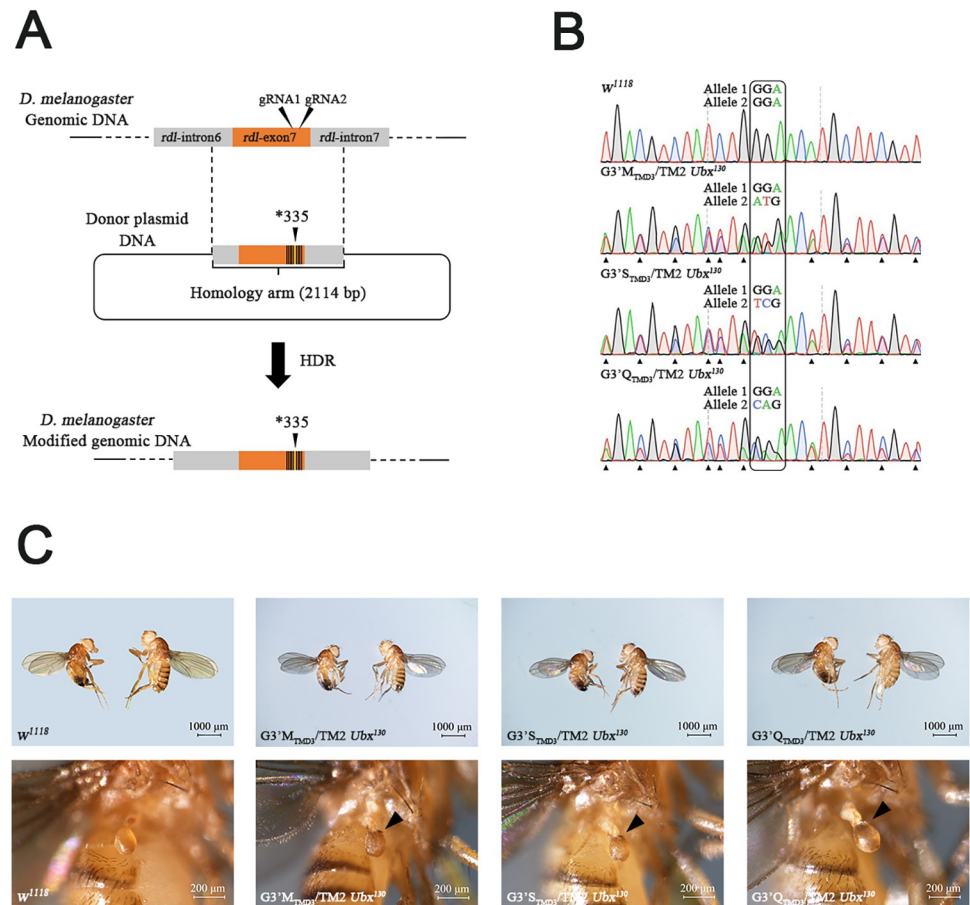 A
D. melanogaster
Genomic DNA
gRNA1 gRNA2
rdl-intron6 rdl-exon7 rdl-intron7
Donor plasmid
DNA
*335
Homology arm (2114 bp)
HDR
D. melanogaster
Modified genomic DNA
*335
B
W1118
Allele 1 GGA
Allele 2 GGA
G3'MTMD3/TM2 Ubx130
Allele 1 GGA
Allele 2 ATG
G3'STMD3/TM2 Ubx130
Allele 1 GGA
Allele 2 TCG
G3'QTMD3/TM2 Ubx130
Allele 1 GGA
Allele 2 CAG
C
W1118 1000 μm
G3'MTMD3/TM2 Ubx130 1000 μm
G3'STMD3/TM2 Ubx130 1000 μm
G3'QTMD3/TM2 Ubx130 1000 μm
W1118 200 μm
G3'MTMD3/TM2 Ubx130 200 μm
G3'STMD3/TM2 Ubx130 200 μm
G3'QTMD3/TM2 Ubx130 200 μm